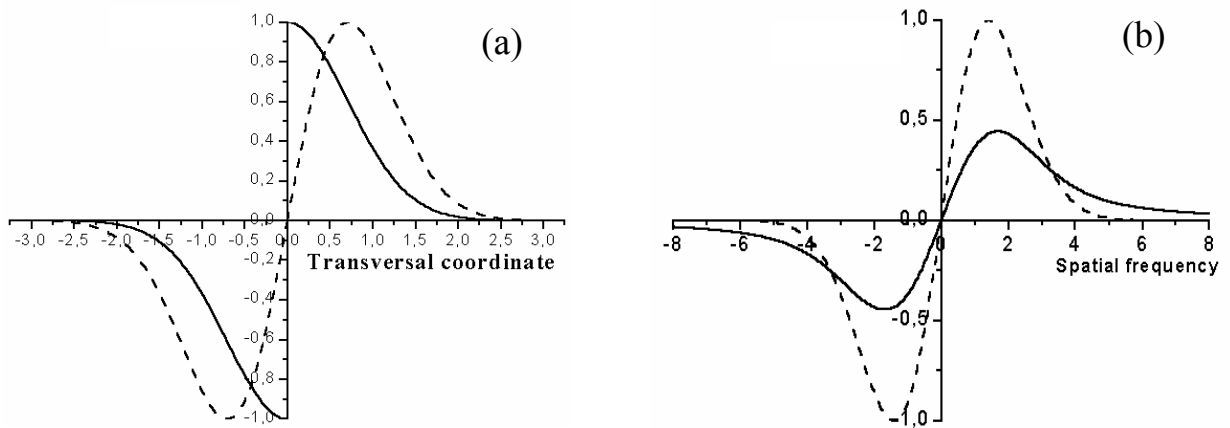 (a)
1,0
0,8
0,6
0,4
0,2
0,0
-3,0 -2,5 -2,0 -1,5 -1,0 -0,5 0,0 0,5 1,0 1,5 2,0 2,5 3,0
Transversal coordinate
-0,2
-0,4
-0,6
-0,8
-1,0
(b)
1,0
0,5
0,0
-8 -6 -4 -2 0 2 4 6 8
Spatial frequency
-0,5
-1,0